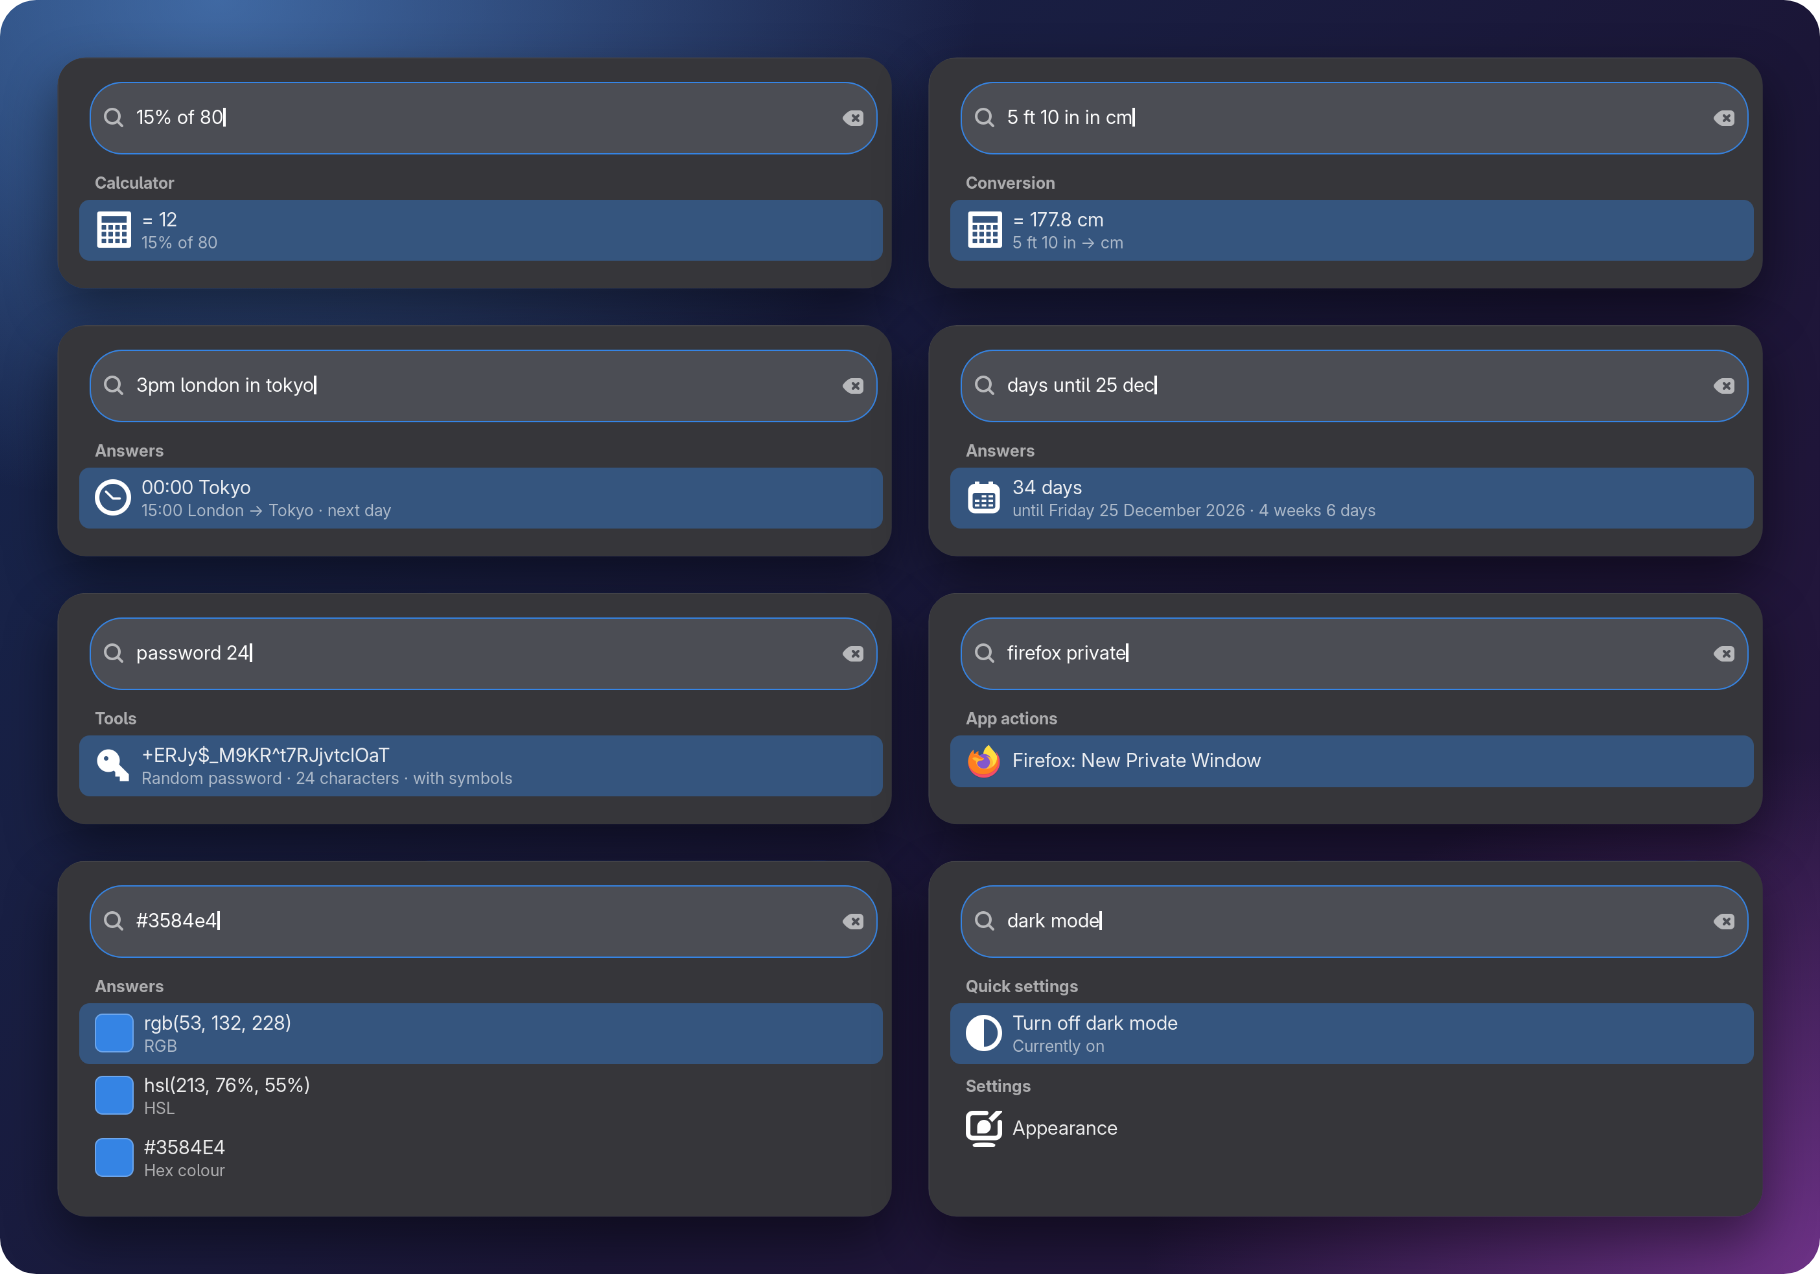 15% of 80
Calculator
= 12
15% of 80
5 ft 10 in in cm
Conversion
= 177.8 cm
5 ft 10 in → cm
3pm london in tokyo
Answers
00:00 Tokyo
15:00 London → Tokyo · next day
days until 25 dec
Answers
34 days
until Friday 25 December 2026 · 4 weeks 6 days
password 24
Tools
+ERJy$_M9KR^t7RJjvtclOaT
Random password · 24 characters · with symbols
firefox private
App actions
Firefox: New Private Window
#3584e4
Answers
rgb(53, 132, 228)
RGB
hsl(213, 76%, 55%)
HSL
#3584E4
Hex colour
dark mode
Quick settings
Turn off dark mode
Currently on
Settings
Appearance